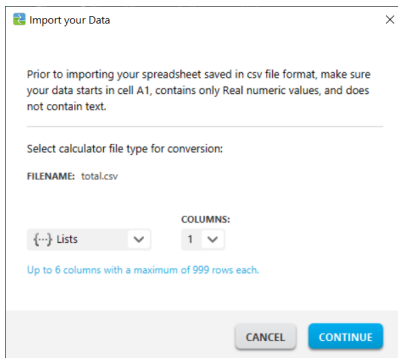 Import your Data
Prior to importing your spreadsheet saved in csv file format, make sure
your data starts in cell A1, contains only Real numeric values, and does
not contain text.
Select calculator file type for conversion:
FILENAME: total.csv
COLUMNS:
{···} Lists 1
Up to 6 columns with a maximum of 999 rows each.
CANCEL CONTINUE